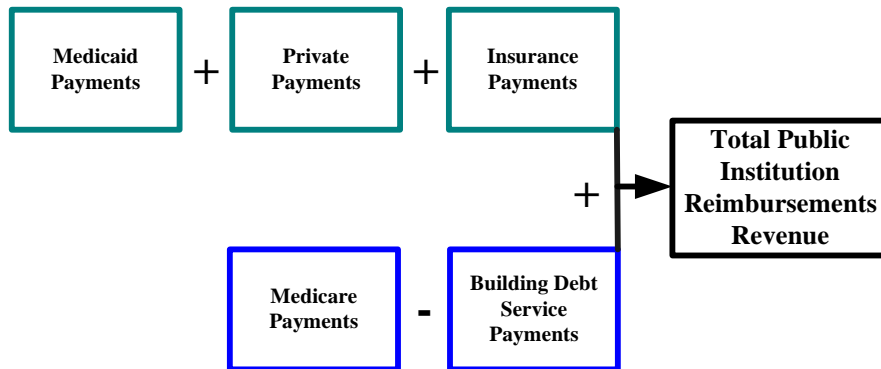 Medicaid
Payments
+
Private
Payments
+
Insurance
Payments
+
Total Public
Institution
Reimbursements
Revenue
Medicare
Payments
-
Building Debt
Service
Payments